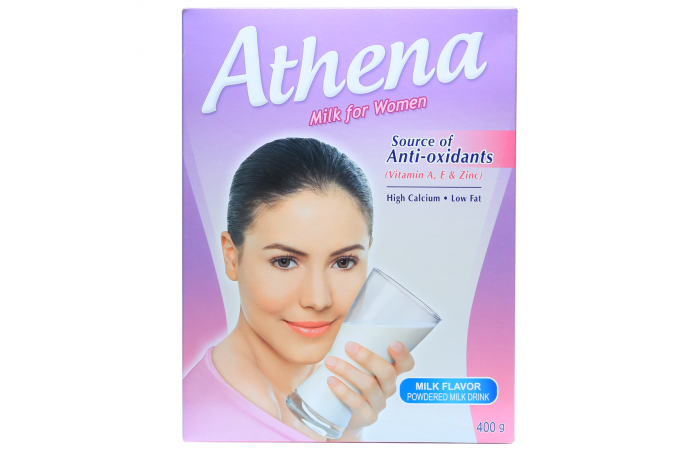 Athena
Milk for Women
Source of
Anti-oxidants
(Vitamin A, E & Zinc)
High Calcium • Low Fat
MILK FLAVOR
POWDERED MILK DRINK
400 g